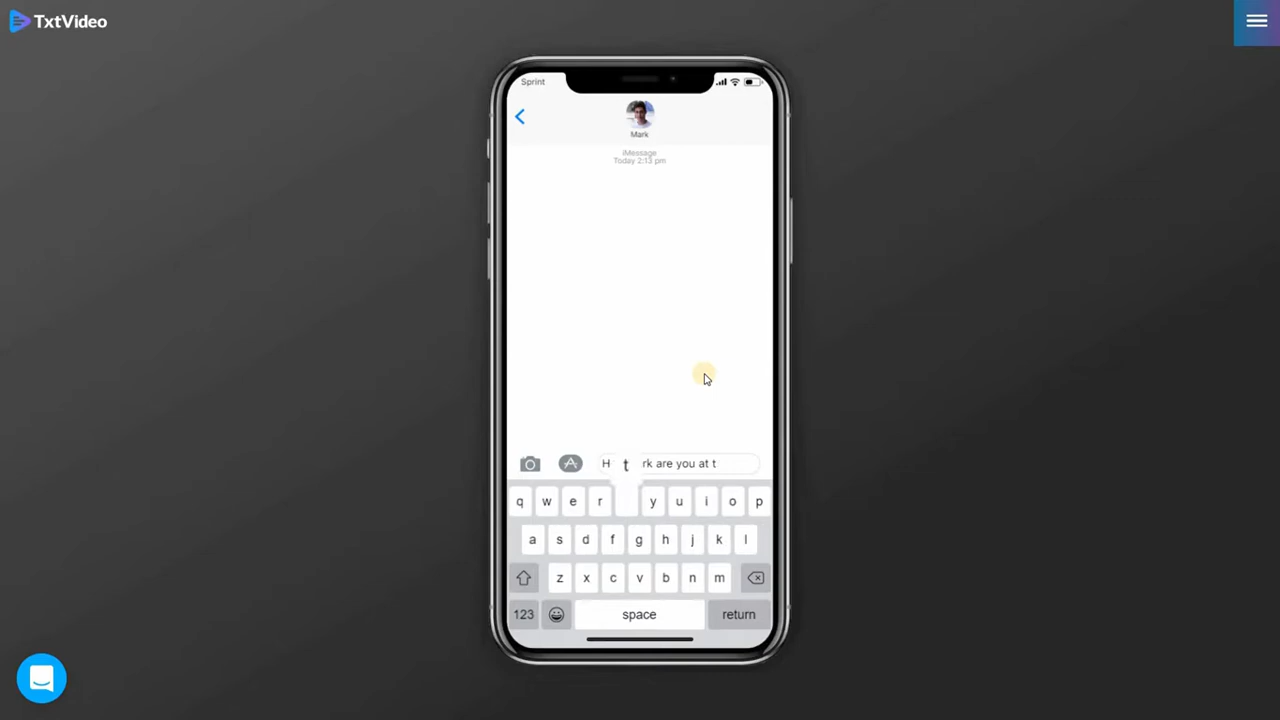 TxtVideo
Sprint
Mark
iMessage
Today 2:13 pm
H t rk are you at t
q w e r y u i o p
a s d f g h j k l
z x c v b n m
123 space return